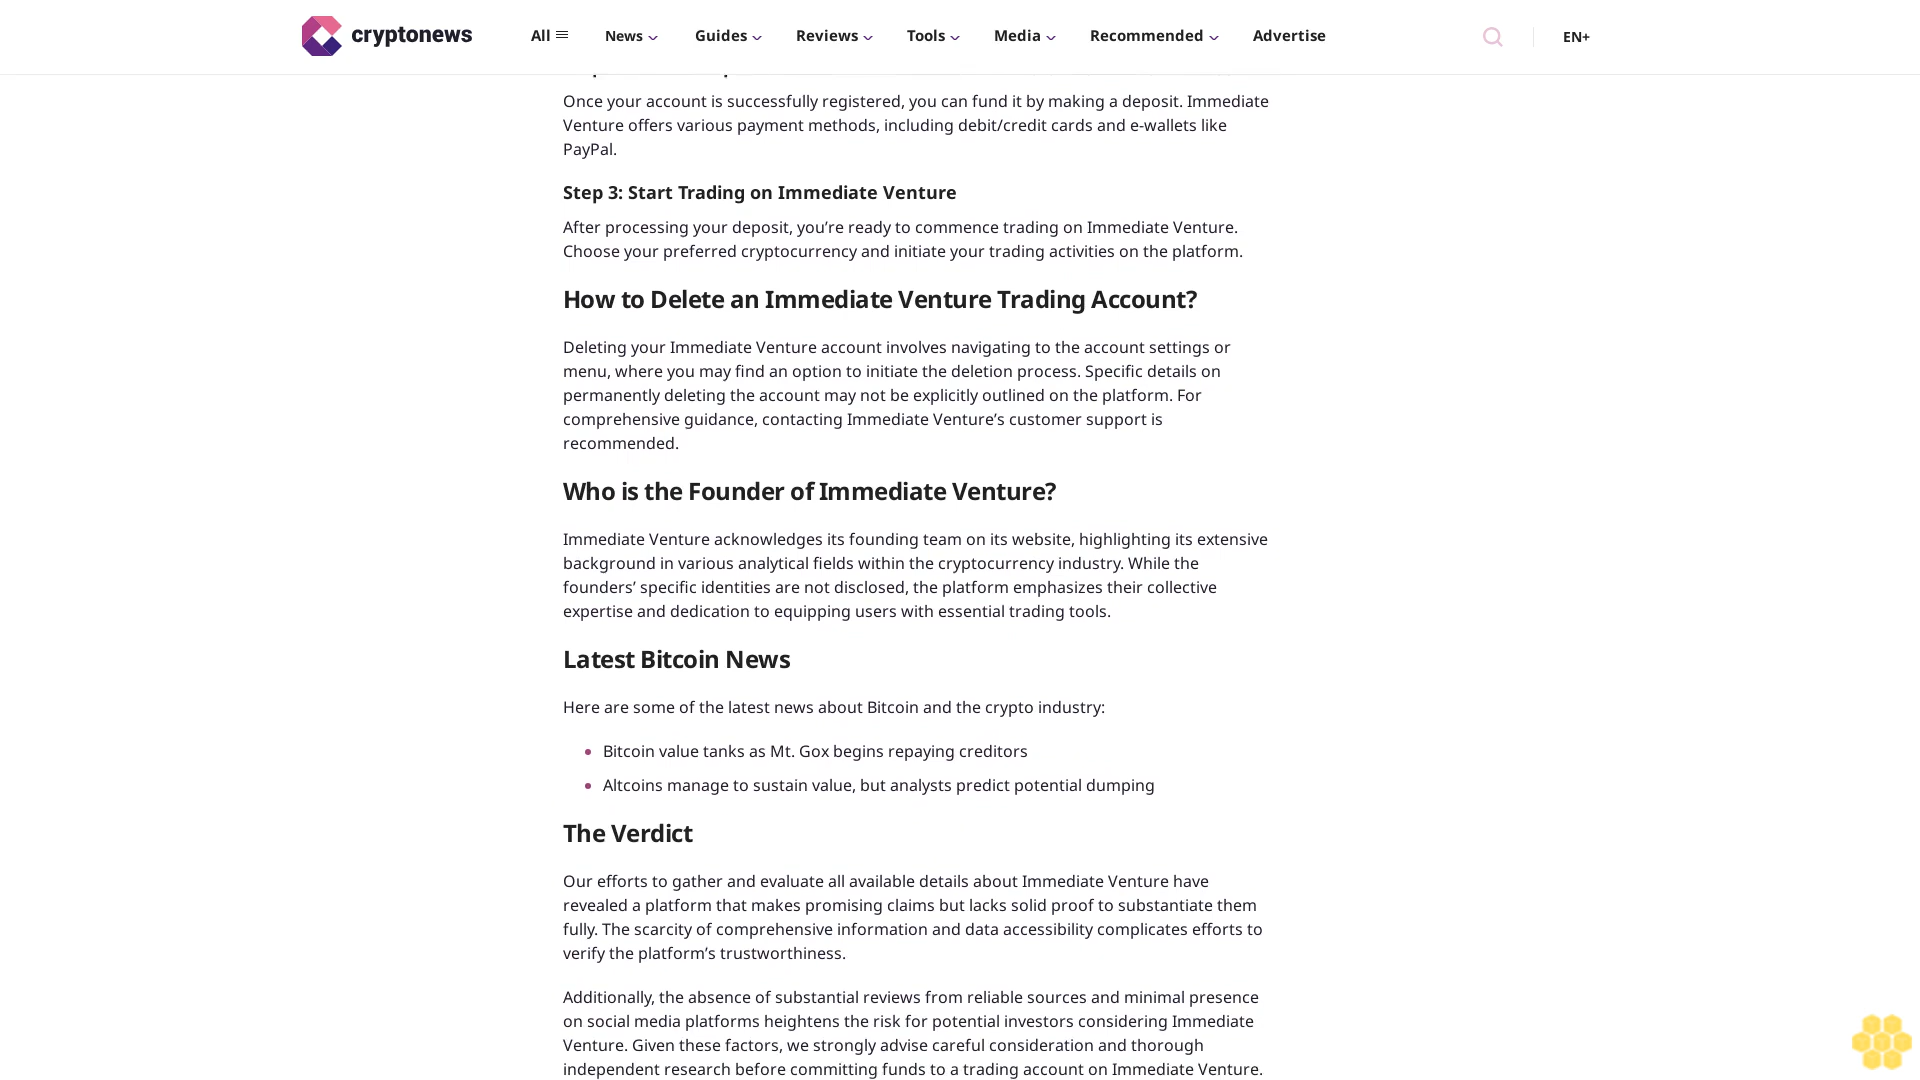 cryptonews
All
News
Guides
Reviews
Tools
Media
Recommended
Advertise
EN+
Once your account is successfully registered, you can fund it by making a deposit. Immediate
Venture offers various payment methods, including debit/credit cards and e-wallets like
PayPal.
Step 3: Start Trading on Immediate Venture
After processing your deposit, you’re ready to commence trading on Immediate Venture.
Choose your preferred cryptocurrency and initiate your trading activities on the platform.
How to Delete an Immediate Venture Trading Account?
Deleting your Immediate Venture account involves navigating to the account settings or
menu, where you may find an option to initiate the deletion process. Specific details on
permanently deleting the account may not be explicitly outlined on the platform. For
comprehensive guidance, contacting Immediate Venture’s customer support is
recommended.
Who is the Founder of Immediate Venture?
Immediate Venture acknowledges its founding team on its website, highlighting its extensive
background in various analytical fields within the cryptocurrency industry. While the
founders’ specific identities are not disclosed, the platform emphasizes their collective
expertise and dedication to equipping users with essential trading tools.
Latest Bitcoin News
Here are some of the latest news about Bitcoin and the crypto industry:
Bitcoin value tanks as Mt. Gox begins repaying creditors
Altcoins manage to sustain value, but analysts predict potential dumping
The Verdict
Our efforts to gather and evaluate all available details about Immediate Venture have
revealed a platform that makes promising claims but lacks solid proof to substantiate them
fully. The scarcity of comprehensive information and data accessibility complicates efforts to
verify the platform’s trustworthiness.
Additionally, the absence of substantial reviews from reliable sources and minimal presence
on social media platforms heightens the risk for potential investors considering Immediate
Venture. Given these factors, we strongly advise careful consideration and thorough
independent research before committing funds to a trading account on Immediate Venture.